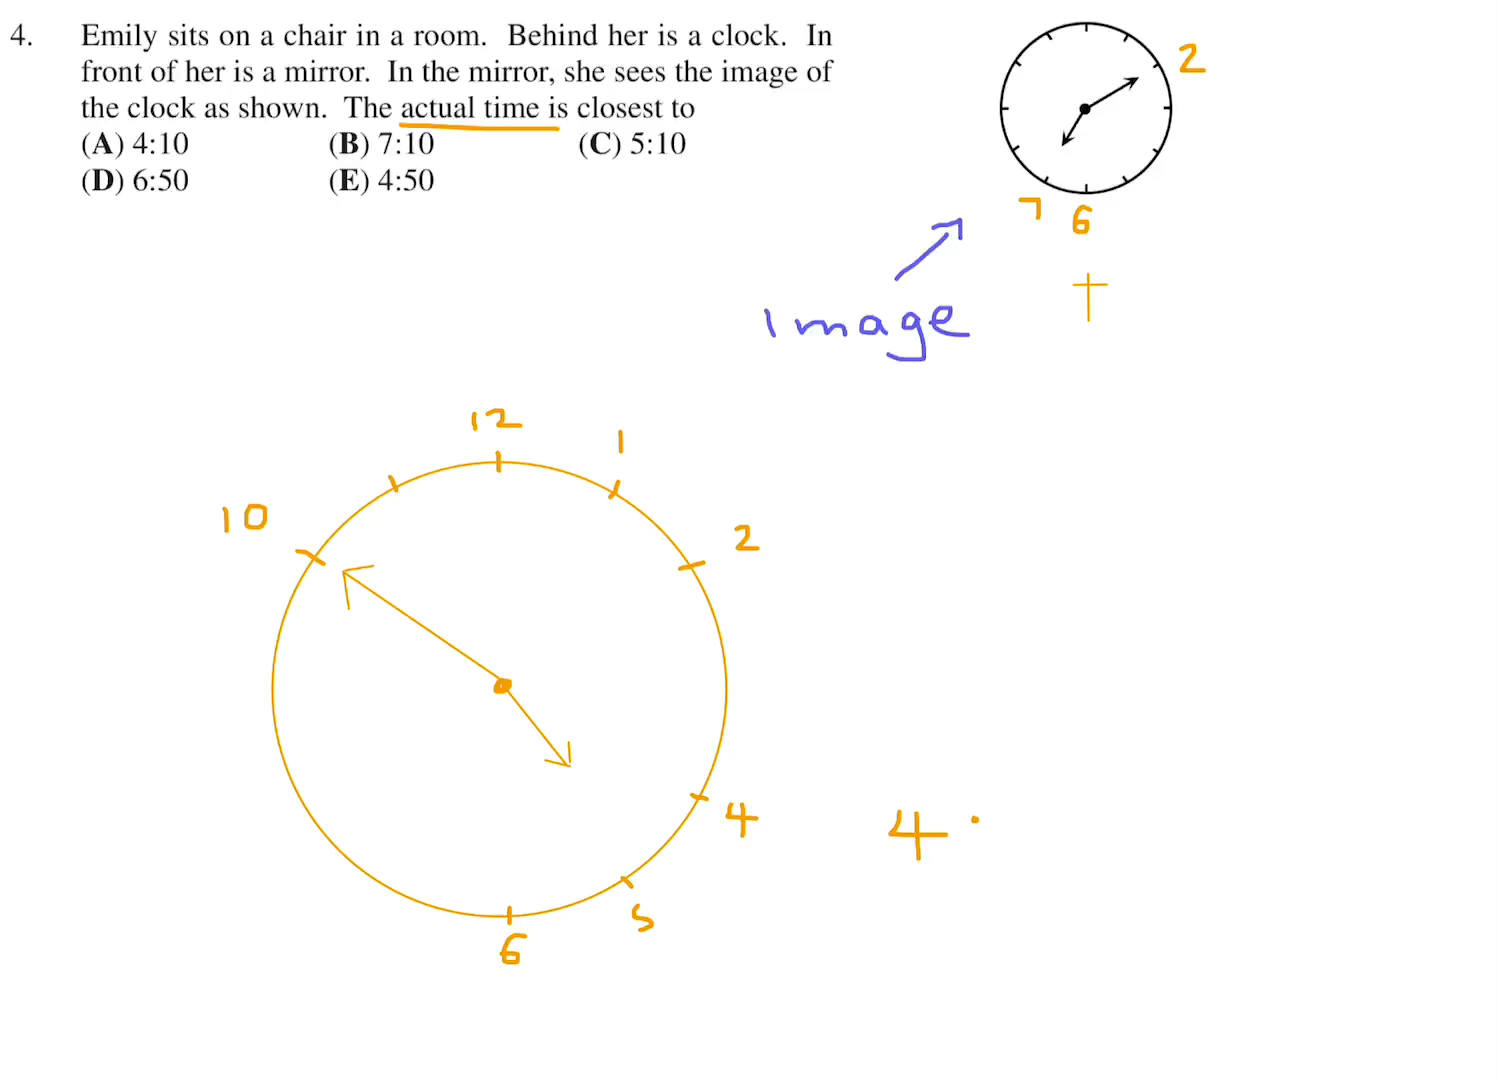 4. Emily sits on a chair in a room. Behind her is a clock. In
front of her is a mirror. In the mirror, she sees the image of
the clock as shown. The actual time is closest to
(A) 4:10 (B) 7:10 (C) 5:10
(D) 6:50 (E) 4:50
2
7 6
Image
12
1
10
2
4
4 ·
5
6